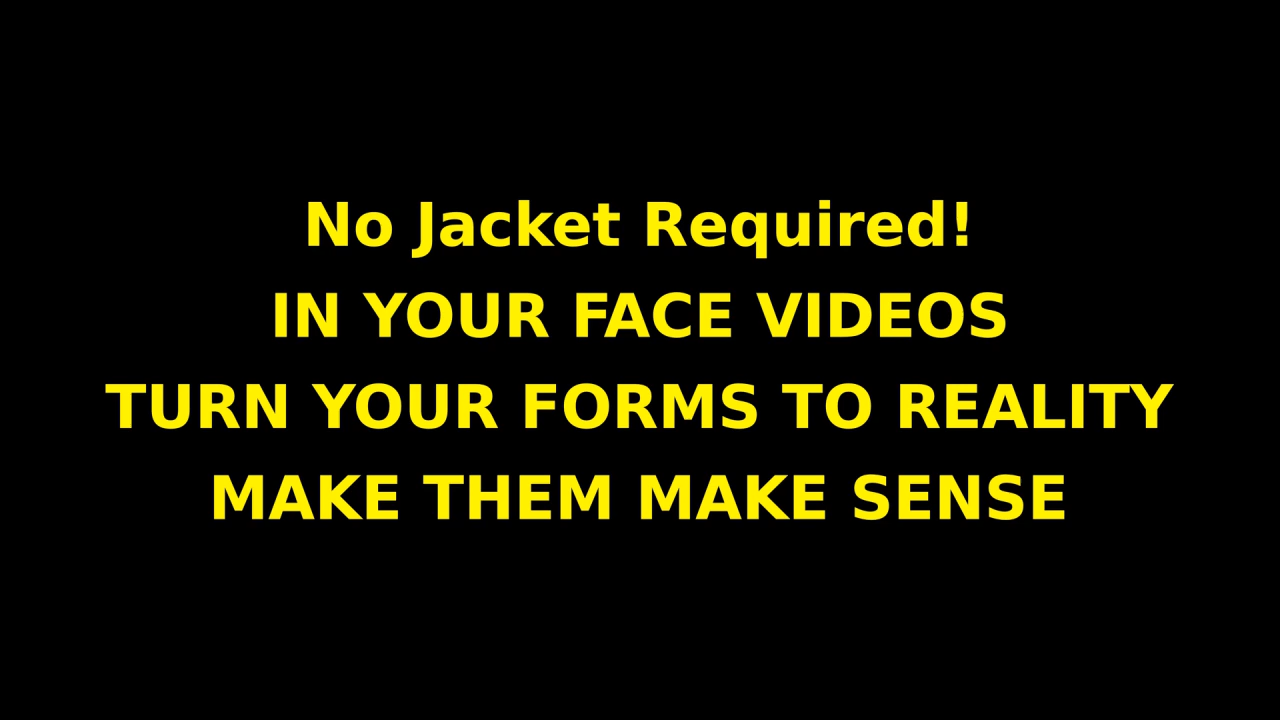 No Jacket Required!
IN YOUR FACE VIDEOS
TURN YOUR FORMS TO REALITY
MAKE THEM MAKE SENSE